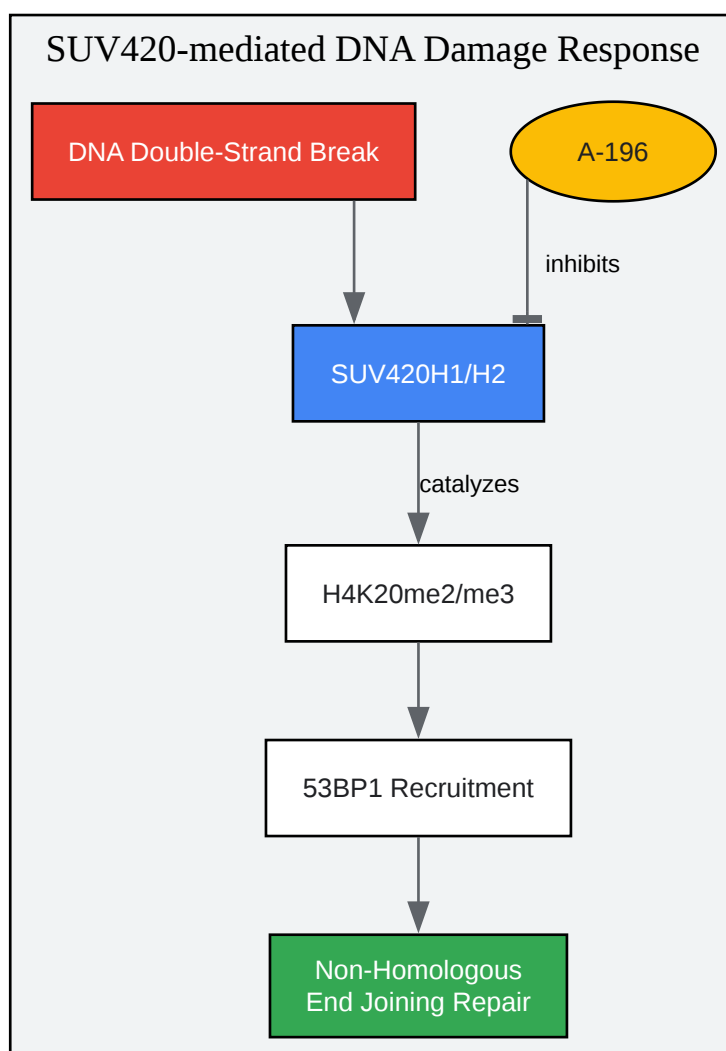 SUV420-mediated DNA Damage Response
DNA Double-Strand Break
A-196
inhibits
SUV420H1/H2
catalyzes
H4K20me2/me3
53BP1 Recruitment
Non-Homologous
End Joining Repair